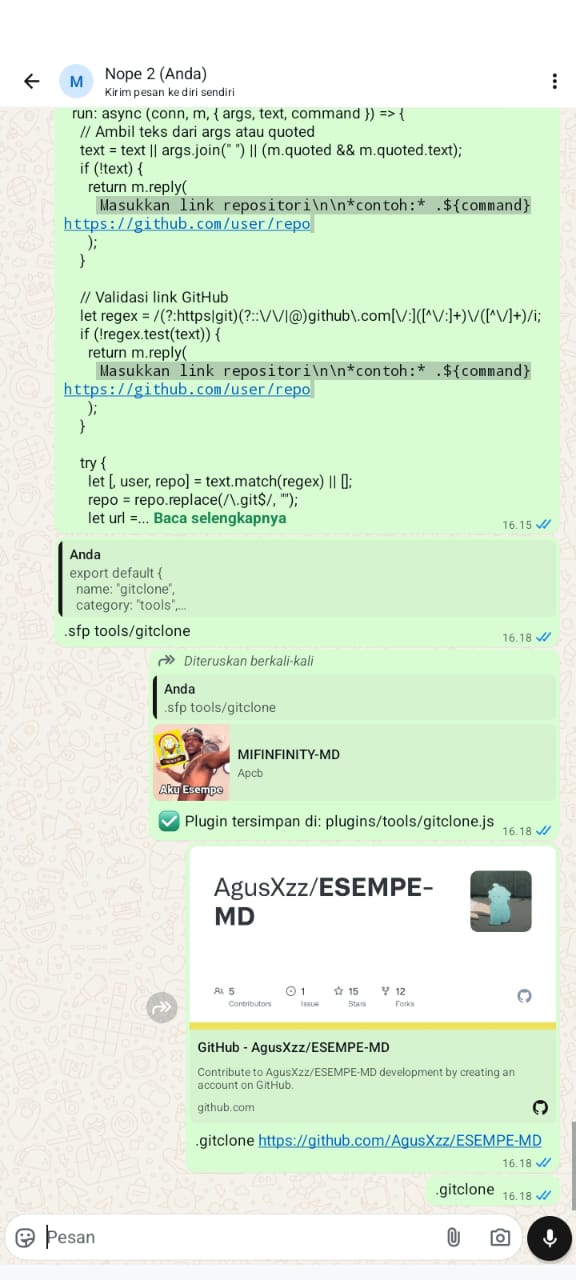 M
Nope 2 (Anda)
Kirim pesan ke diri sendiri
run: async (conn, m, { args, text, command }) => {
// Ambil teks dari args atau quoted
text = text || args.join(" ") || (m.quoted && m.quoted.text);
if (!text) {
return m.reply(
Masukkan link repositori\n\n*contoh:* .${command}
https://github.com/user/repo
);
}
// Validasi link GitHub
let regex = /(?:https|git)(?::\/\/|@)github\.com[\/:]([^\/:]+)\/([^\/]+)/i;
if (!regex.test(text)) {
return m.reply(
Masukkan link repositori\n\n*contoh:* .${command}
https://github.com/user/repo
);
}
try {
let [, user, repo] = text.match(regex) || [];
repo = repo.replace(/\.git$/, "");
let url =... Baca selengkapnya
16.15
Anda
export default {
name: "gitclone",
category: "tools",...
.sfp tools/gitclone
16.18
Diteruskan berkali-kali
Anda
.sfp tools/gitclone
Aku Esempe
MIFINFINITY-MD
Apcb
✅ Plugin tersimpan di: plugins/tools/gitclone.js
16.18
AgusXzz/ESEMPE-
MD
5
Contributors
1
Issue
15
Stars
12
Forks
GitHub - AgusXzz/ESEMPE-MD
Contribute to AgusXzz/ESEMPE-MD development by creating an
account on GitHub.
github.com
.gitclone https://github.com/AgusXzz/ESEMPE-MD
16.18
.gitclone
16.18
Pesan